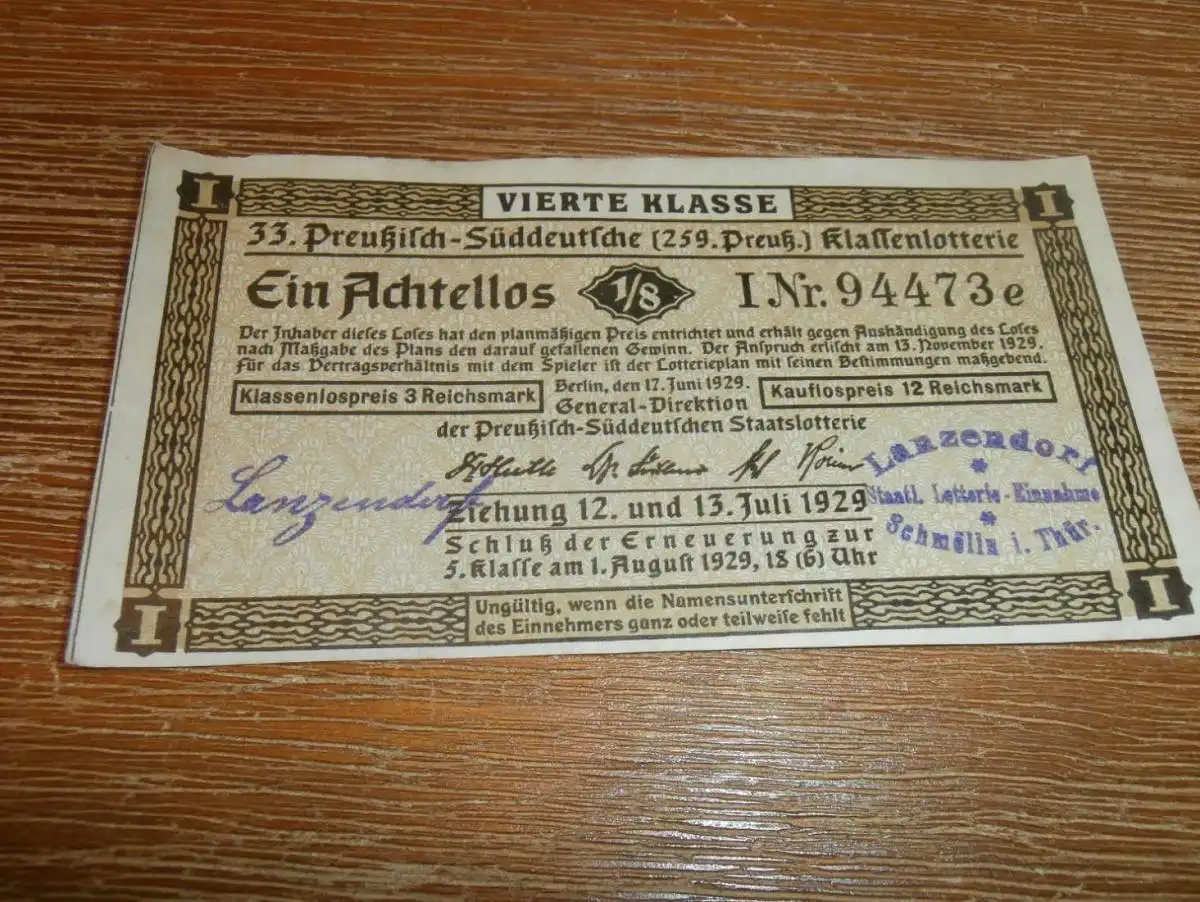 I VIERTE KLASSE I
33. Preußisch-Süddeutsche (259. Preuß.) Klassenlotterie
Ein Achtellos 1/8 I Nr. 94473 e
Der Inhaber dieses Loses hat den planmäßigen Preis entrichtet und erhält gegen Aushändigung des Loses
nach Maßgabe des Plans den darauf gefallenen Gewinn. Der Anspruch erlischt am 13. November 1929.
Für das Vertragsverhältnis mit dem Spieler ist der Lotterieplan mit seinen Bestimmungen maßgebend.
Klassenlospreis 3 Reichsmark
Berlin, den 17. Juni 1929.
Kauflospreis 12 Reichsmark
General-Direktion
der Preußisch-Süddeutschen Staatslotterie
Lanzendorf
Lanzendorf
Staatl. Lotterie-Einnahme
Schmölln i. Thür.
Ziehung 12. und 13. Juli 1929
Schluß der Erneuerung zur
5. Klasse am 1. August 1929, 18 (6) Uhr
I Ungültig, wenn die Namensunterschrift I
des Einnehmers ganz oder teilweise fehlt